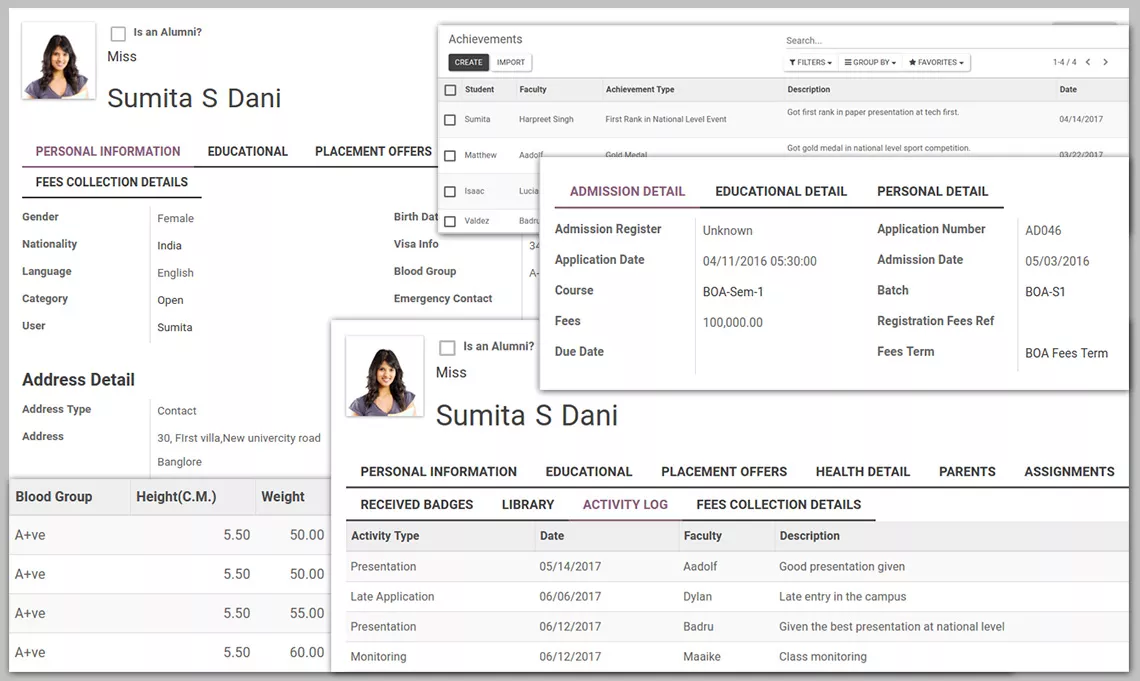 Is an Alumni?
Miss
Sumita S Dani
PERSONAL INFORMATION EDUCATIONAL PLACEMENT OFFERS
FEES COLLECTION DETAILS
Gender Female
Nationality India
Language English
Category Open
User Sumita
Visa Info 34
Blood Group A-
Emergency Contact
Address Detail
Address Type Contact
Address 30, FIrst villa,New univercity road
Banglore
Achievements
Search...
CREATE IMPORT FILTERS GROUP BY FAVORITES 1-4 / 4
Student Faculty Achievement Type Description Date
Sumita Harpreet Singh First Rank in National Level Event Got first rank in paper presentation at tech first. 04/14/2017
Matthew Aadolf Gold Medal Got gold medal in national level sport competition. 03/22/2017
Isaac Lucia
Valdez Badru
ADMISSION DETAIL EDUCATIONAL DETAIL PERSONAL DETAIL
Admission Register Unknown Application Number AD046
Application Date 04/11/2016 05:30:00 Admission Date 05/03/2016
Course BOA-Sem-1 Batch BOA-S1
Fees 100,000.00 Registration Fees Ref
Due Date Fees Term BOA Fees Term
Blood Group Height(C.M.) Weight
A+ve 5.50 50.00
A+ve 5.50 50.00
A+ve 5.50 55.00
A+ve 5.50 60.00
Is an Alumni?
Miss
Sumita S Dani
PERSONAL INFORMATION EDUCATIONAL PLACEMENT OFFERS HEALTH DETAIL PARENTS ASSIGNMENTS
RECEIVED BADGES LIBRARY ACTIVITY LOG FEES COLLECTION DETAILS
Activity Type Date Faculty Description
Presentation 05/14/2017 Aadolf Good presentation given
Late Application 06/06/2017 Dylan Late entry in the campus
Presentation 06/12/2017 Badru Given the best presentation at national level
Monitoring 06/12/2017 Maaike Class monitoring